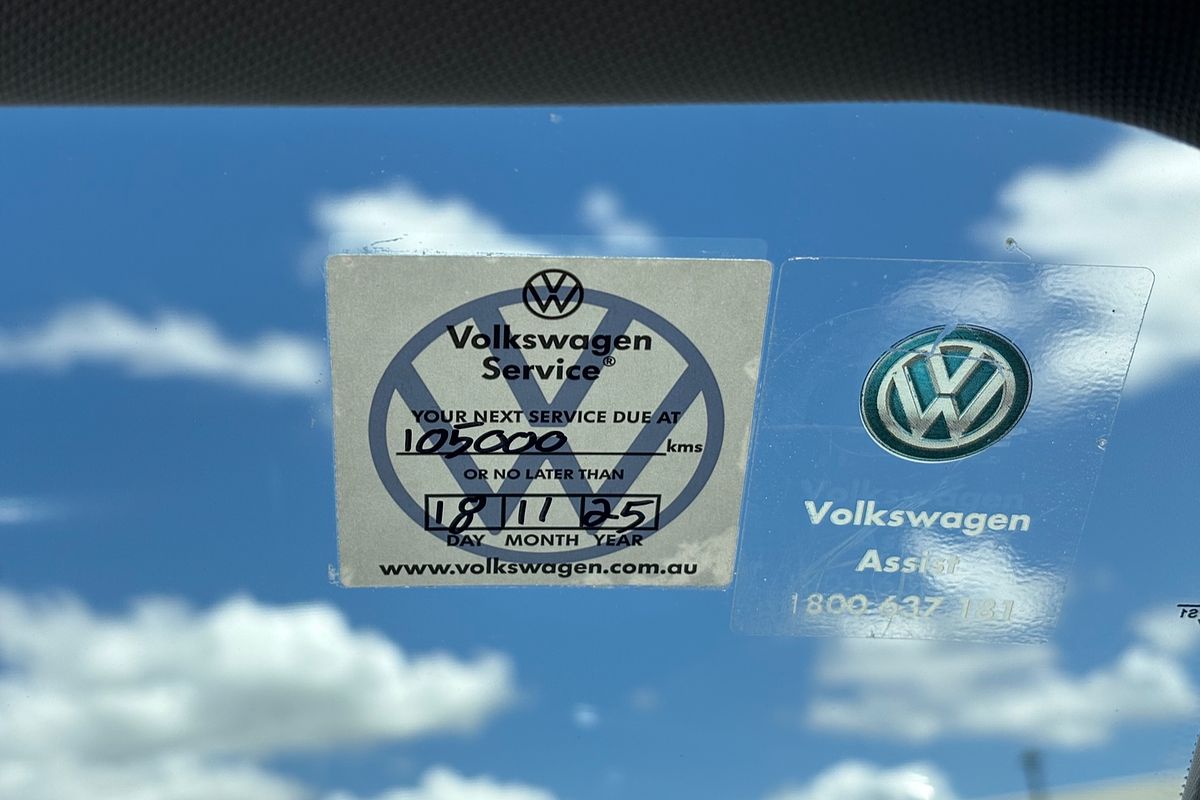 Volkswagen
Service®
YOUR NEXT SERVICE DUE AT
105000 kms
OR NO LATER THAN
18 11 25
DAY MONTH YEAR
www.volkswagen.com.au
Volkswagen
Assist
1800 637 181